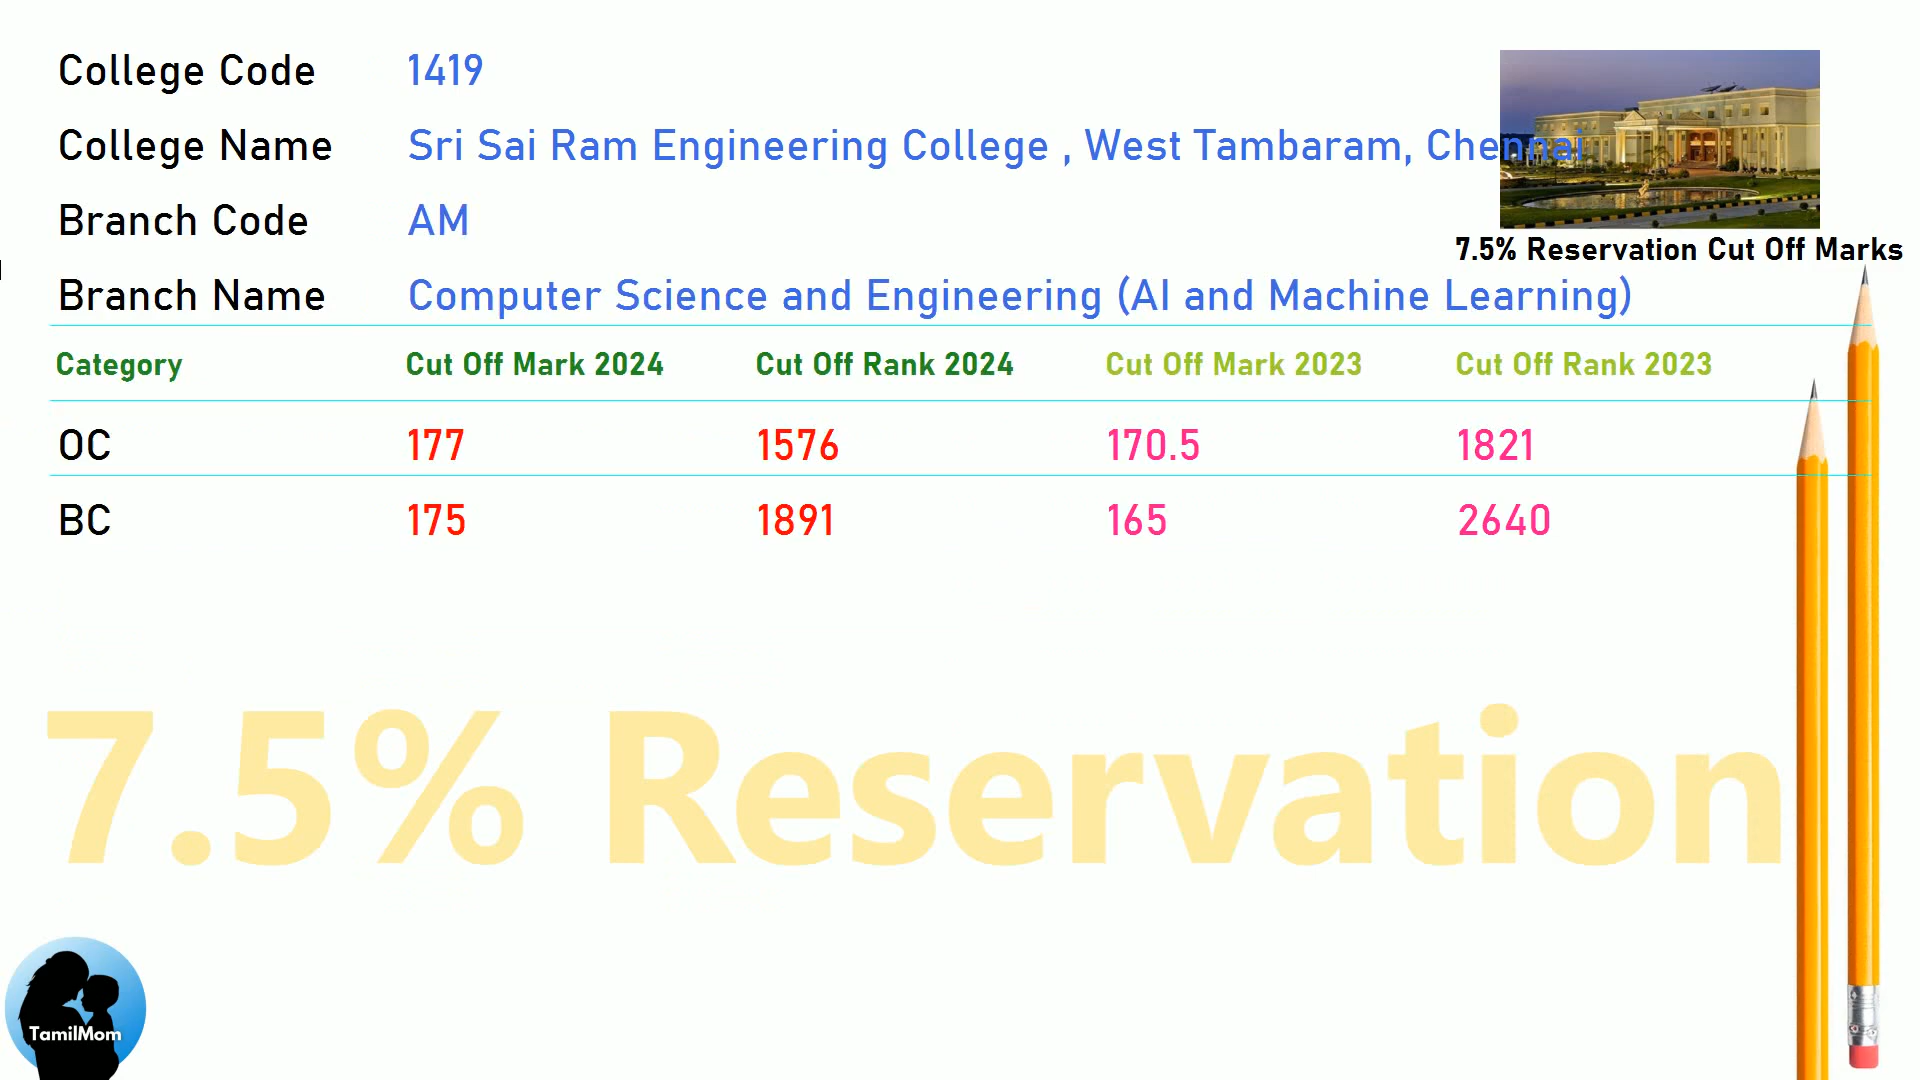 College Code 1419
College Name Sri Sai Ram Engineering College , West Tambaram, Chennai
Branch Code AM
7.5% Reservation Cut Off Marks
Branch Name Computer Science and Engineering (AI and Machine Learning)
Category Cut Off Mark 2024 Cut Off Rank 2024 Cut Off Mark 2023 Cut Off Rank 2023
OC 177 1576 170.5 1821
BC 175 1891 165 2640
7.5% Reservation
TamilMom